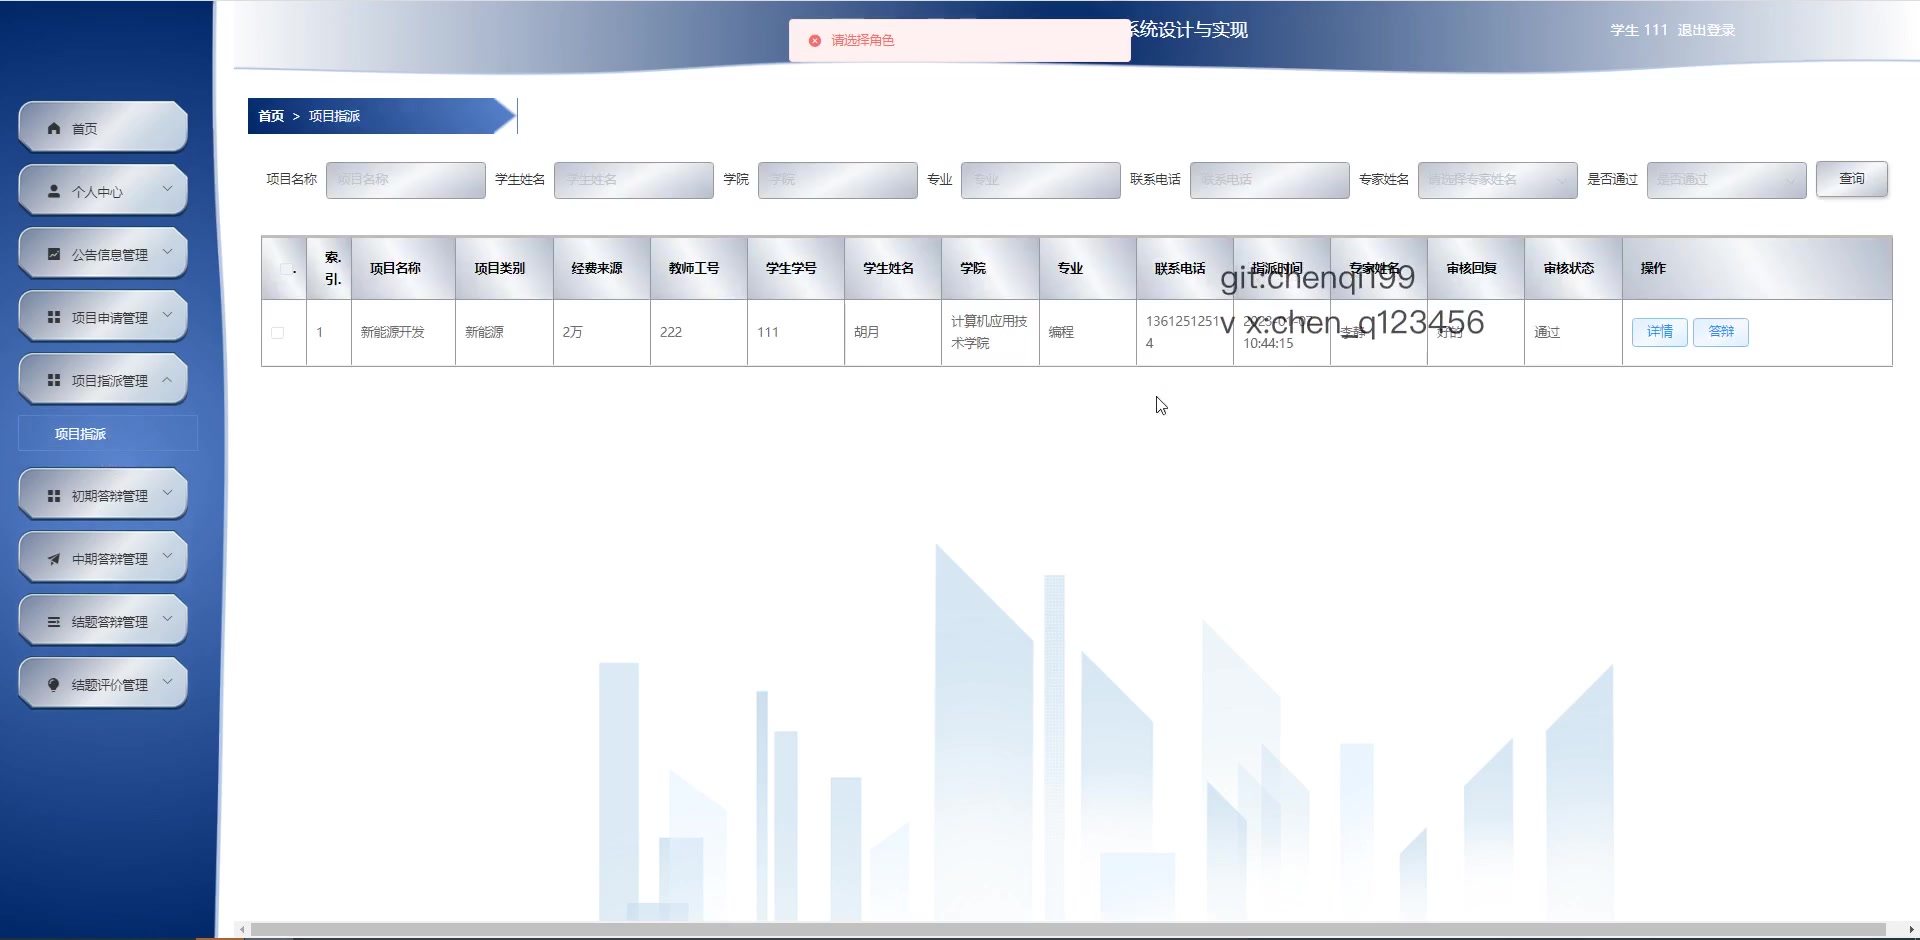 请选择角色
系统设计与实现
学生 111 退出登录
首页 > 项目指派
首页
个人中心
公告信息管理
项目申请管理
项目指派管理
项目指派
初期答辩管理
中期答辩管理
结题答辩管理
结题评价管理
项目名称 项目名称 学生姓名 学生姓名 学院 学院 专业 专业 联系电话 联系电话 专家姓名 请选择专家姓名 是否通过 是否通过 查询
索引. 项目名称 项目类别 经费来源 教师工号 学生学号 学生姓名 学院 专业 联系电话 指派时间 专家姓名 审核回复 审核状态 操作
1 新能源开发 新能源 2万 222 111 胡月 计算机应用技术学院 编程 13612512514 10:44:15 好的 通过 详情 答辩
git:chenqi199
v x:chen_q123456